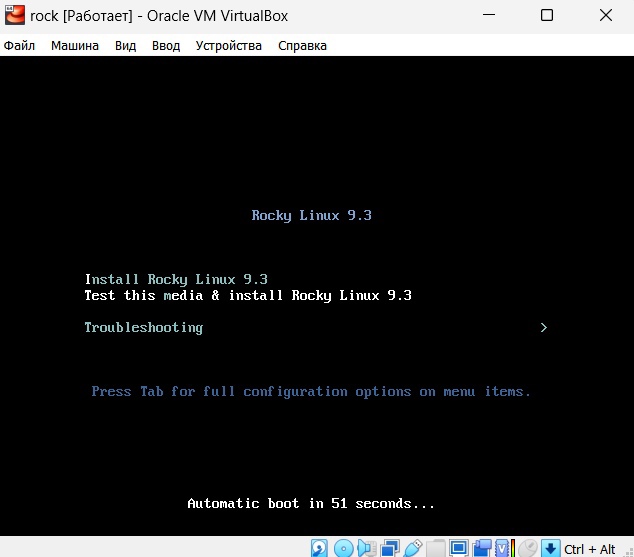 rock [Работает] - Oracle VM VirtualBox
Файл Машина Вид Ввод Устройства Справка
Rocky Linux 9.3
Install Rocky Linux 9.3
Test this media & install Rocky Linux 9.3
Troubleshooting >
Press Tab for full configuration options on menu items.
Automatic boot in 51 seconds...
Ctrl + Alt